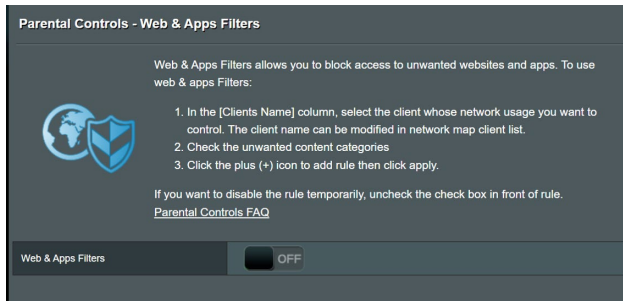 Parental Controls - Web & Apps Filters
Web & Apps Filters allows you to block access to unwanted websites and apps. To use
web & apps Filters:
1. In the [Clients Name] column, select the client whose network usage you want to
control. The client name can be modified in network map client list.
2. Check the unwanted content categories
3. Click the plus (+) icon to add rule then click apply.
If you want to disable the rule temporarily, uncheck the check box in front of rule.
Parental Controls FAQ
Web & Apps Filters
OFF